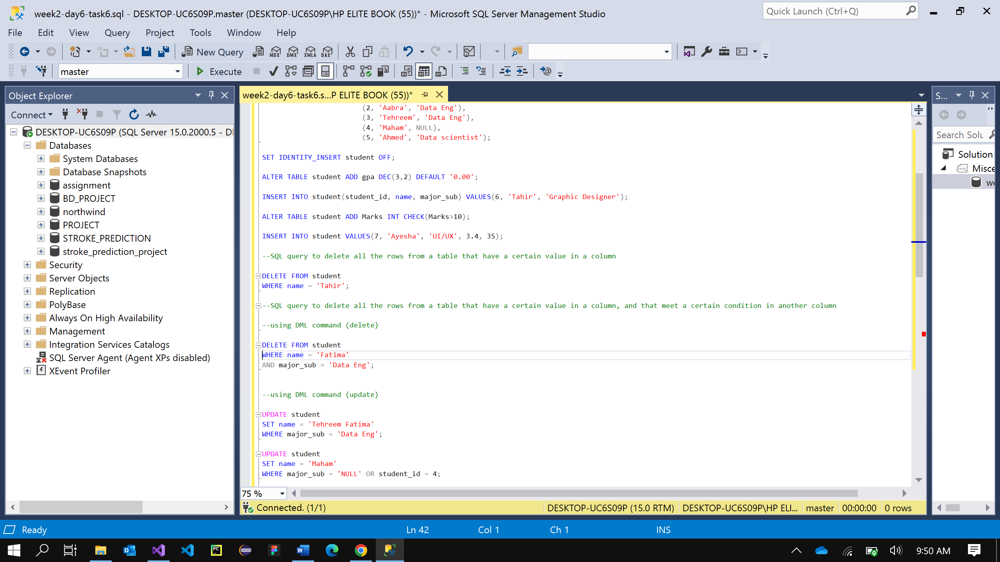 week2-day6-task6.sql - DESKTOP-UC6S09P.master (DESKTOP-UC6S09P\HP ELITE BOOK (55))* - Microsoft SQL Server Management Studio
Quick Launch (Ctrl+Q)
File Edit View Query Project Tools Window Help
New Query MDX DMX XMLA DAX
master Execute
Object Explorer
Connect
DESKTOP-UC6S09P (SQL Server 15.0.2000.5 - DI
Databases
System Databases
Database Snapshots
assignment
BD_PROJECT
northwind
PROJECT
STROKE_PREDICTION
stroke_prediction_project
Security
Server Objects
Replication
PolyBase
Always On High Availability
Management
Integration Services Catalogs
SQL Server Agent (Agent XPs disabled)
XEvent Profiler
week2-day6-task6.s...P ELITE BOOK (55))*
(2, 'Aabra', 'Data Eng'),
(3, 'Tehreem', 'Data Eng'),
(4, 'Maham', NULL),
(5, 'Ahmed', 'Data scientist');
SET IDENTITY_INSERT student OFF;
ALTER TABLE student ADD gpa DEC(3,2) DEFAULT '0.00';
INSERT INTO student(student_id, name, major_sub) VALUES(6, 'Tahir', 'Graphic Designer');
ALTER TABLE student ADD Marks INT CHECK(Marks>10);
INSERT INTO student VALUES(7, 'Ayesha', 'UI/UX', 3.4, 35);
--SQL query to delete all the rows from a table that have a certain value in a column
DELETE FROM student
WHERE name = 'Tahir';
--SQL query to delete all the rows from a table that have a certain value in a column, and that meet a certain condition in another column
--using DML command (delete)
DELETE FROM student
WHERE name = 'Fatima'
AND major_sub = 'Data Eng';
--using DML command (update)
UPDATE student
SET name = 'Tehreem Fatima'
WHERE major_sub = 'Data Eng';
UPDATE student
SET name = 'Maham'
WHERE major_sub = 'NULL' OR student_id = 4;
75 %
Connected. (1/1) DESKTOP-UC6S09P (15.0 RTM) DESKTOP-UC6S09P\HP ELI... master 00:00:00 0 rows
S...
Search Solu
Solution
Misce
we
Ready Ln 42 Col 1 Ch 1 INS
9:50 AM